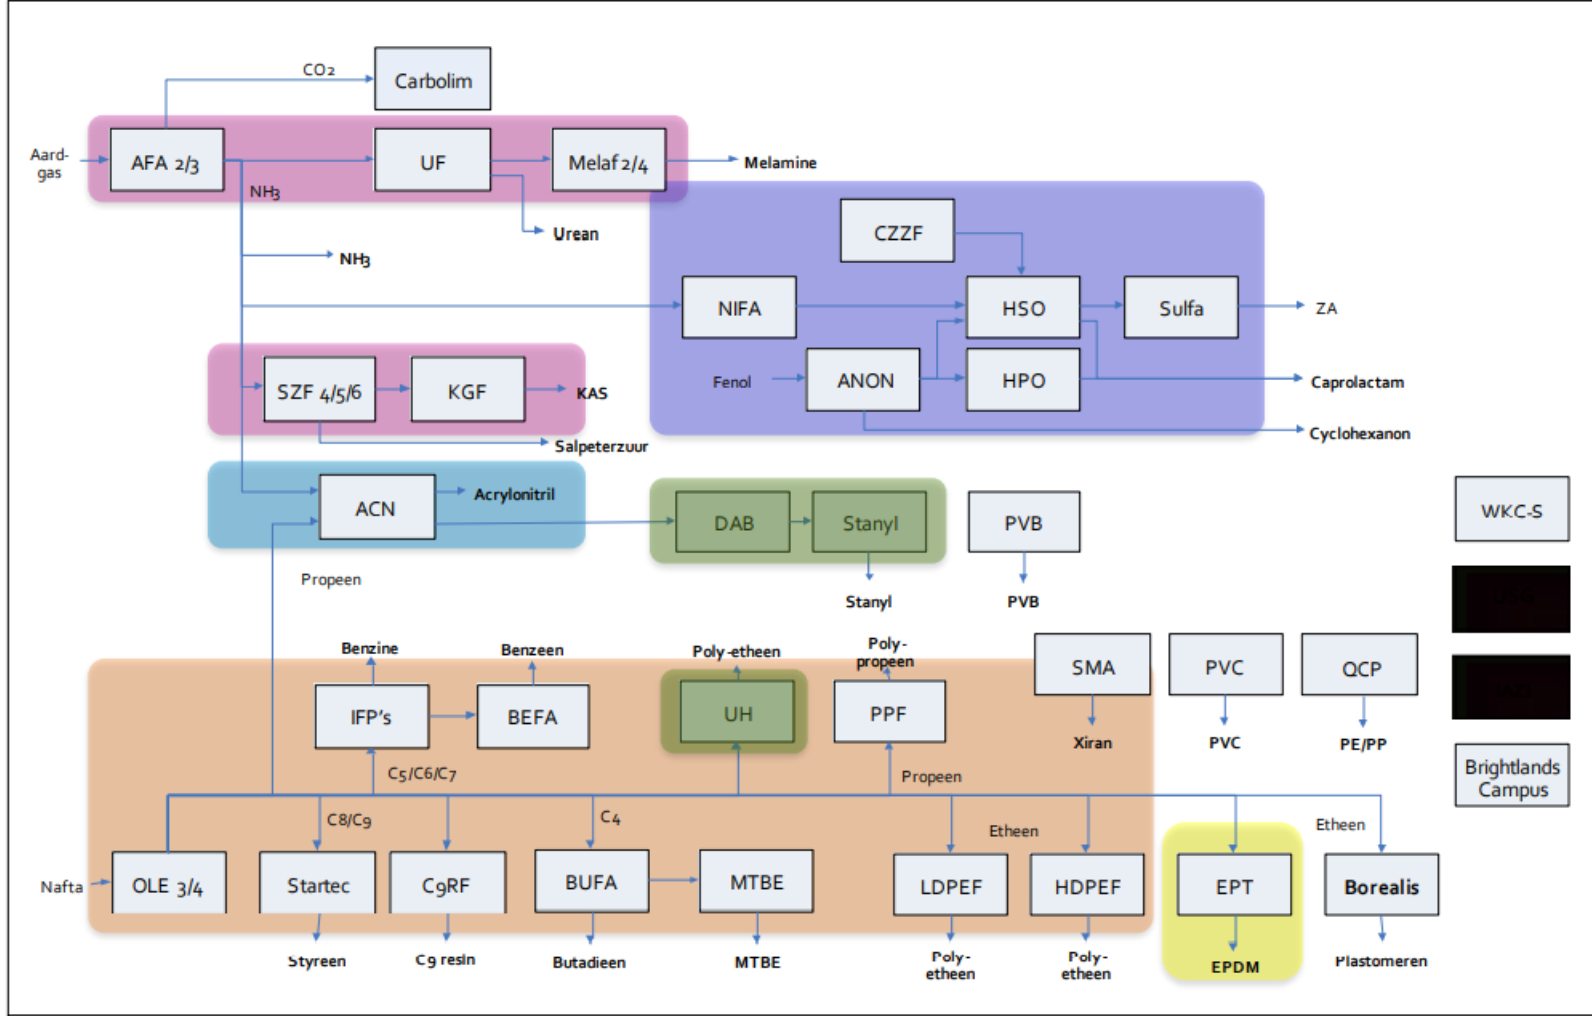 CO2
Carbolim
Aard-
gas
AFA 2/3
UF
Melaf 2/4
Melamine
NH3
Urean
NH3
CZZF
NIFA
HSO
Sulfa
ZA
SZF 4/5/6
KGF
KAS
Fenol
ANON
HPO
Caprolactam
Salpeterzuur
Cyclohexanon
ACN
Acrylonitril
DAB
Stanyl
PVB
WKC-S
Propeen
Stanyl
PVB
Benzine
Benzeen
Poly-etheen
Poly-
propeen
SMA
PVC
QCP
IFP's
BEFA
UH
PPF
Xiran
PVC
PE/PP
Brightlands
Campus
C5/C6/C7
Propeen
C8/C9
C4
Etheen
Etheen
Nafta
OLE 3/4
Startec
C9RF
BUFA
MTBE
LDPEF
HDPEF
EPT
Borealis
Styreen
C9 resin
Butadieen
MTBE
Poly-
etheen
Poly-
etheen
EPDM
Plastomeren